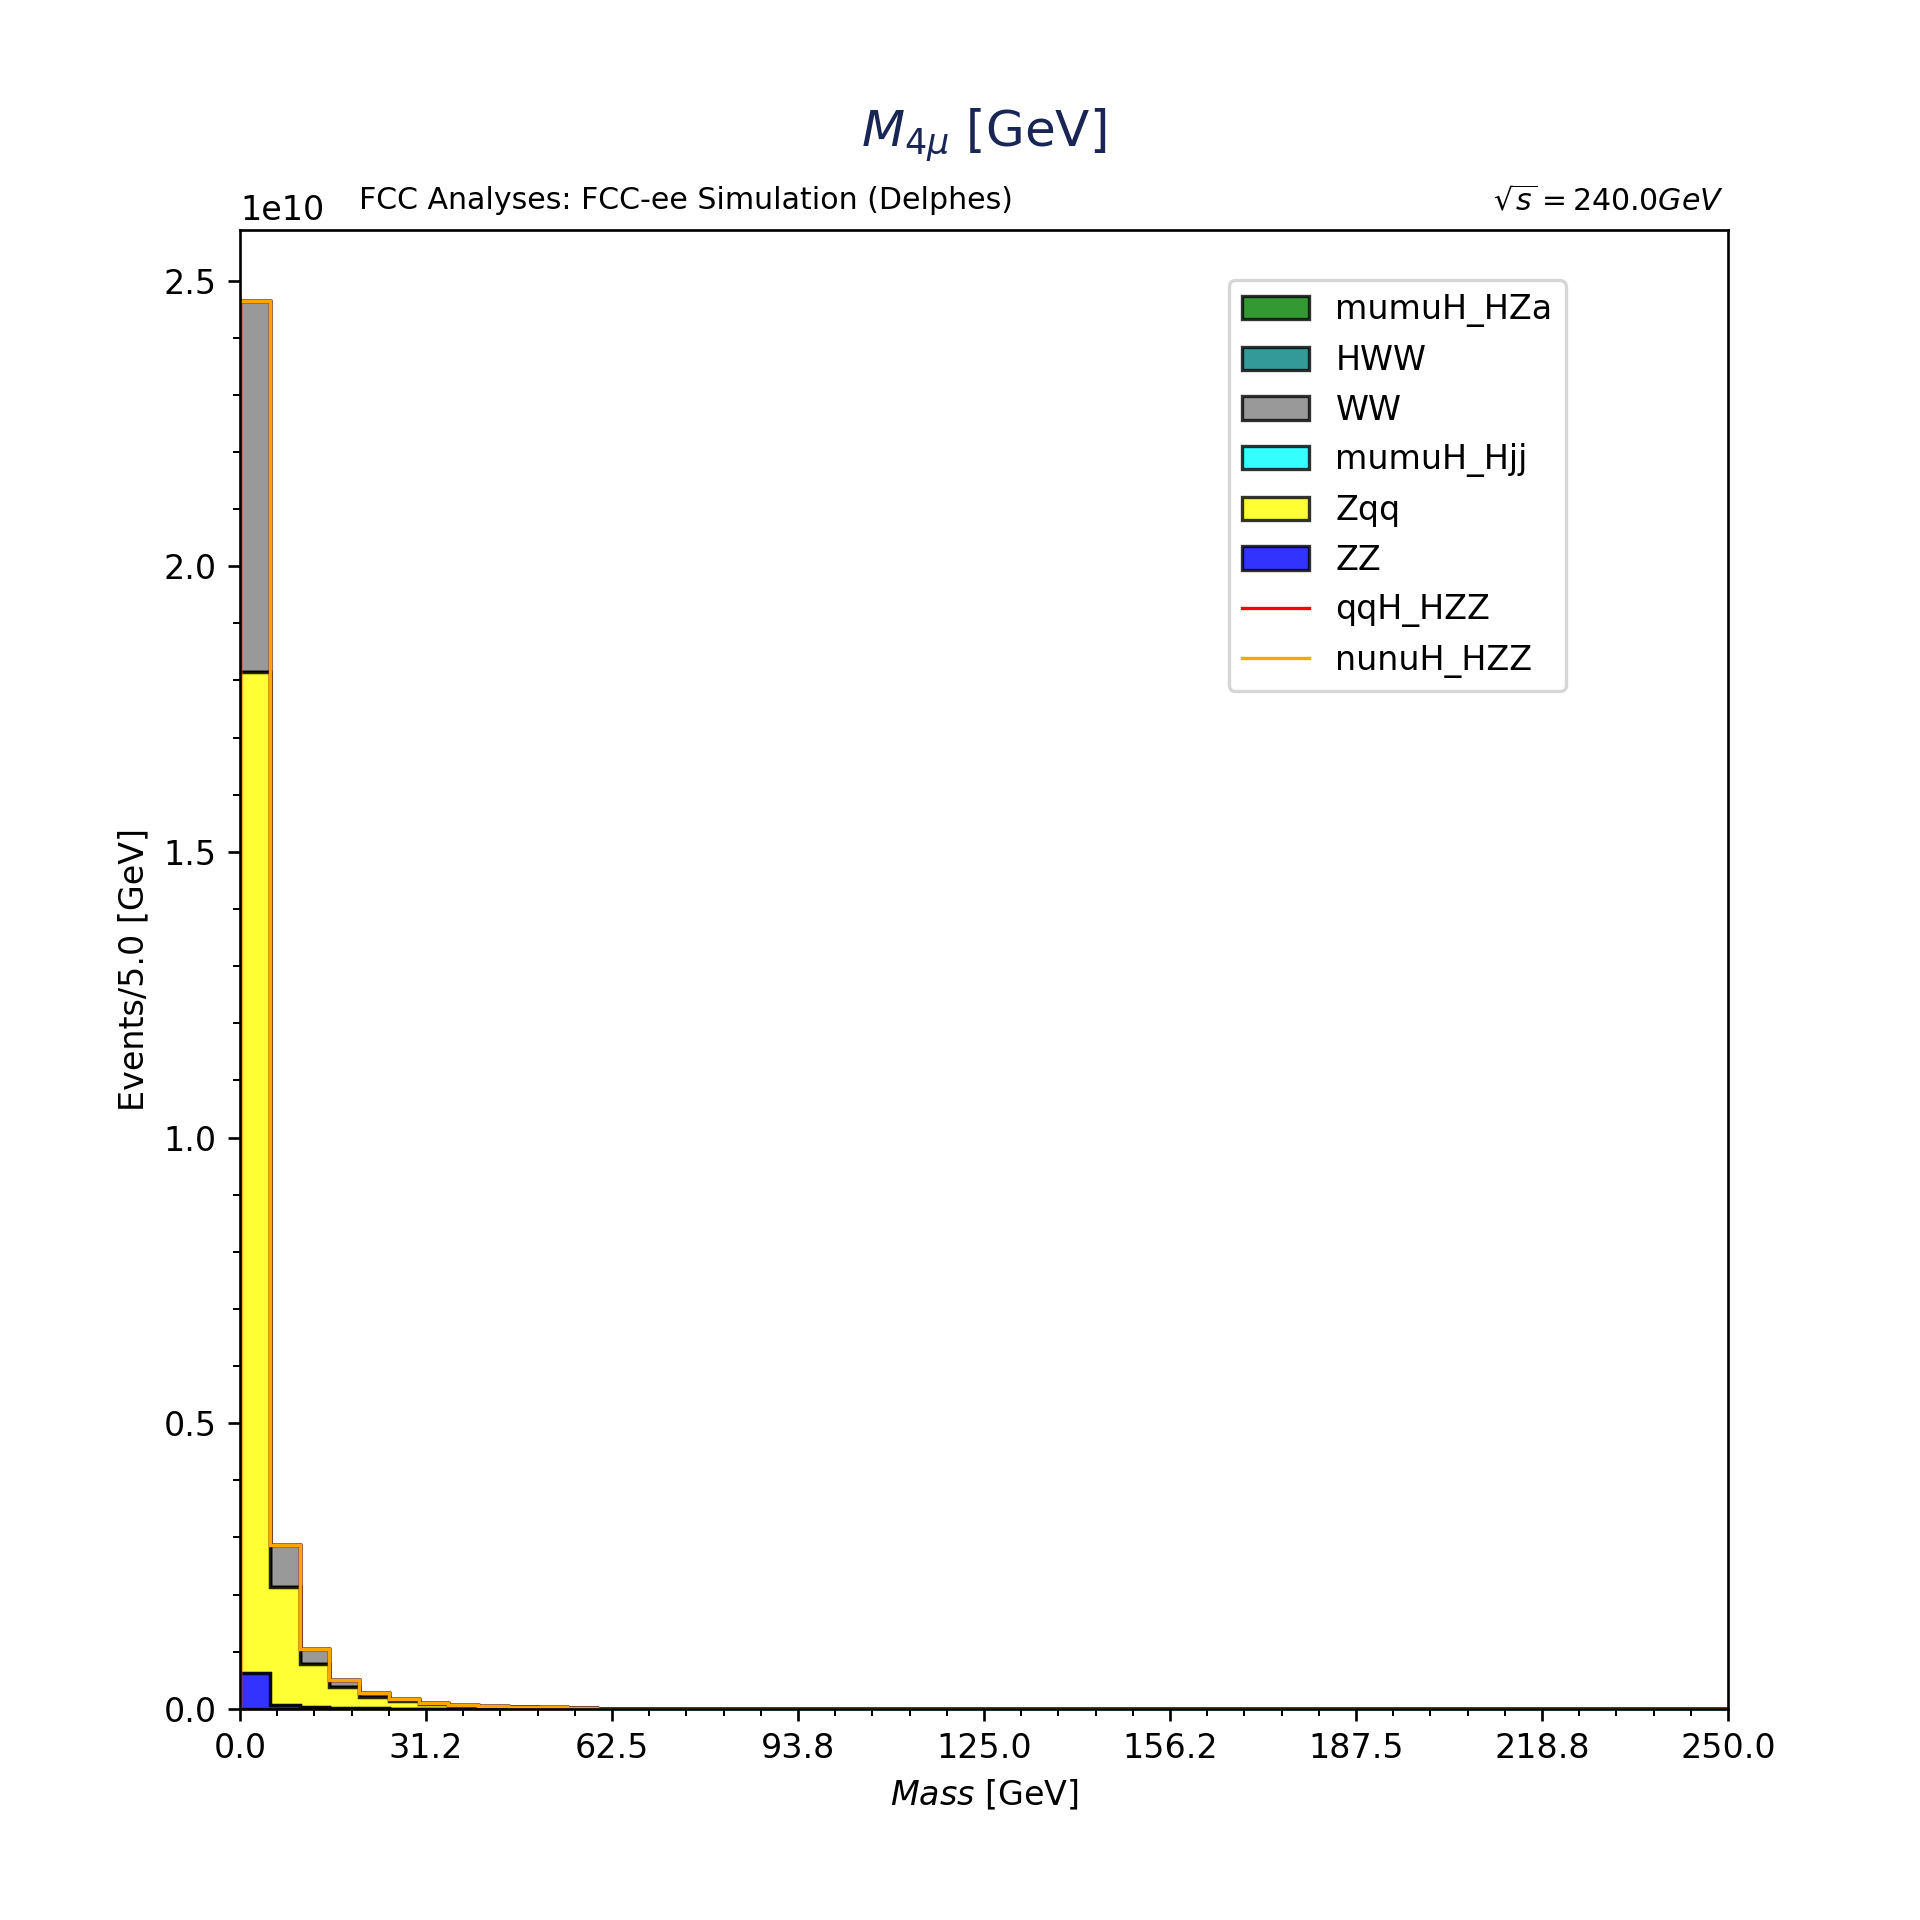 M4μ [GeV]
1e10 FCC Analyses: FCC-ee Simulation (Delphes) √s = 240.0GeV
mumuH_HZa
HWW
WW
mumuH_Hjj
Zqq
ZZ
qqH_HZZ
nunuH_HZZ
2.5
2.0
1.5
1.0
0.5
0.0
Events/5.0 [GeV]
0.0 31.2 62.5 93.8 125.0 156.2 187.5 218.8 250.0
Mass [GeV]